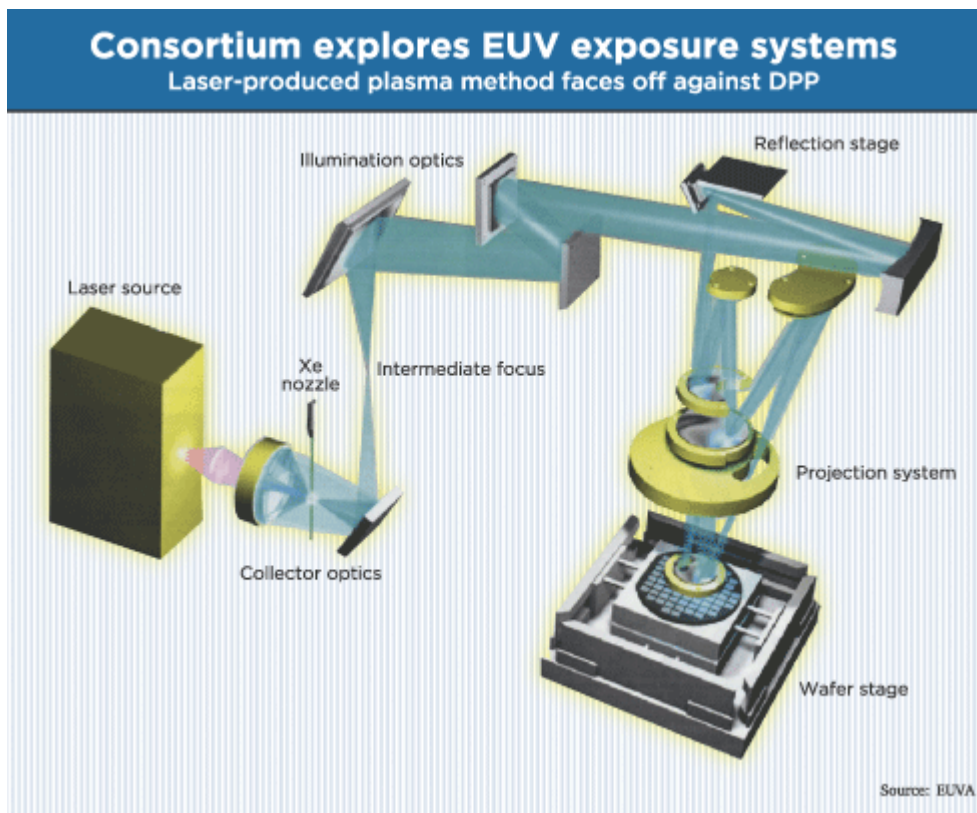 Consortium explores EUV exposure systems
Laser-produced plasma method faces off against DPP
Reflection stage
Illumination optics
Laser source
Xe
nozzle
Intermediate focus
Projection system
Collector optics
Wafer stage
Source: EUVA